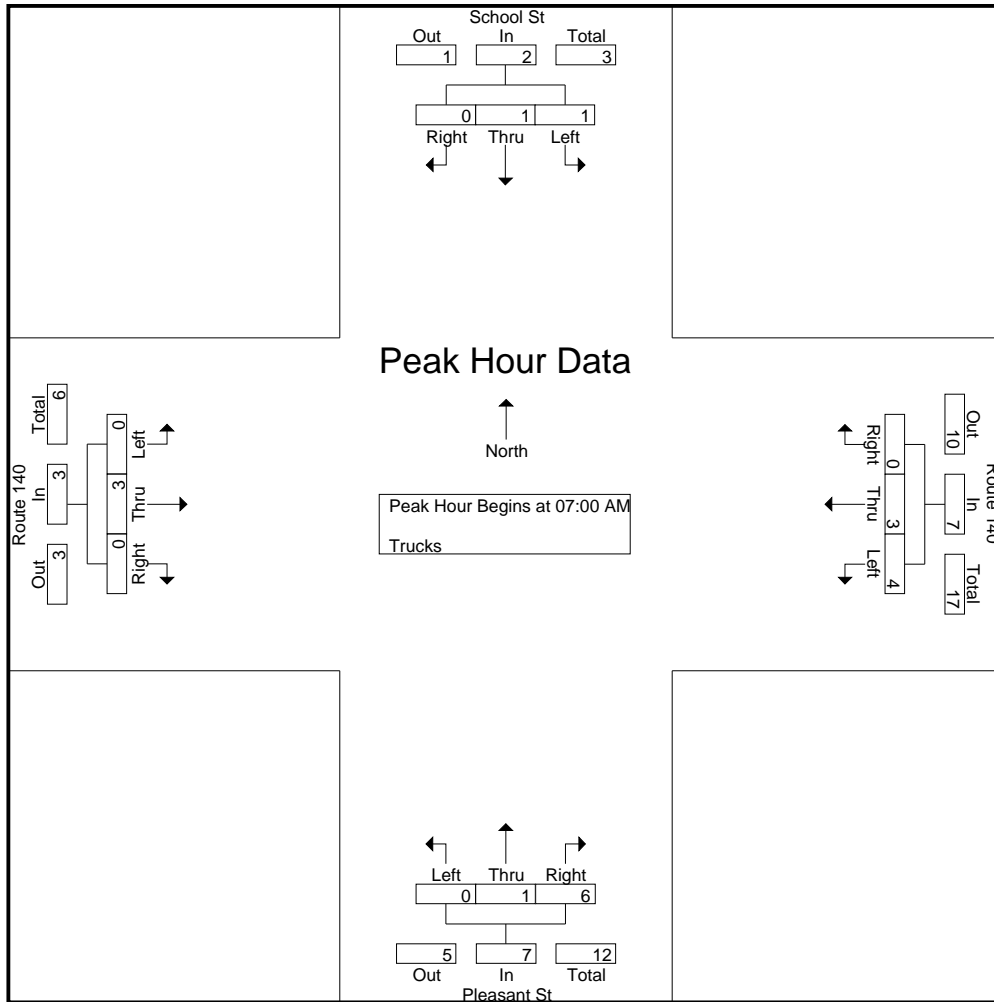 School St
Out In Total
1 2 3
0 1 1
Right Thru Left
Peak Hour Data
North
Peak Hour Begins at 07:00 AM
Trucks
Route 140
Out In Total
3 3 6
Left Thru Right
0 3 0
Route 140
Out In Total
10 7 17
Right Thru Left
0 3 4
Left Thru Right
0 1 6
5 7 12
Out In Total
Pleasant St